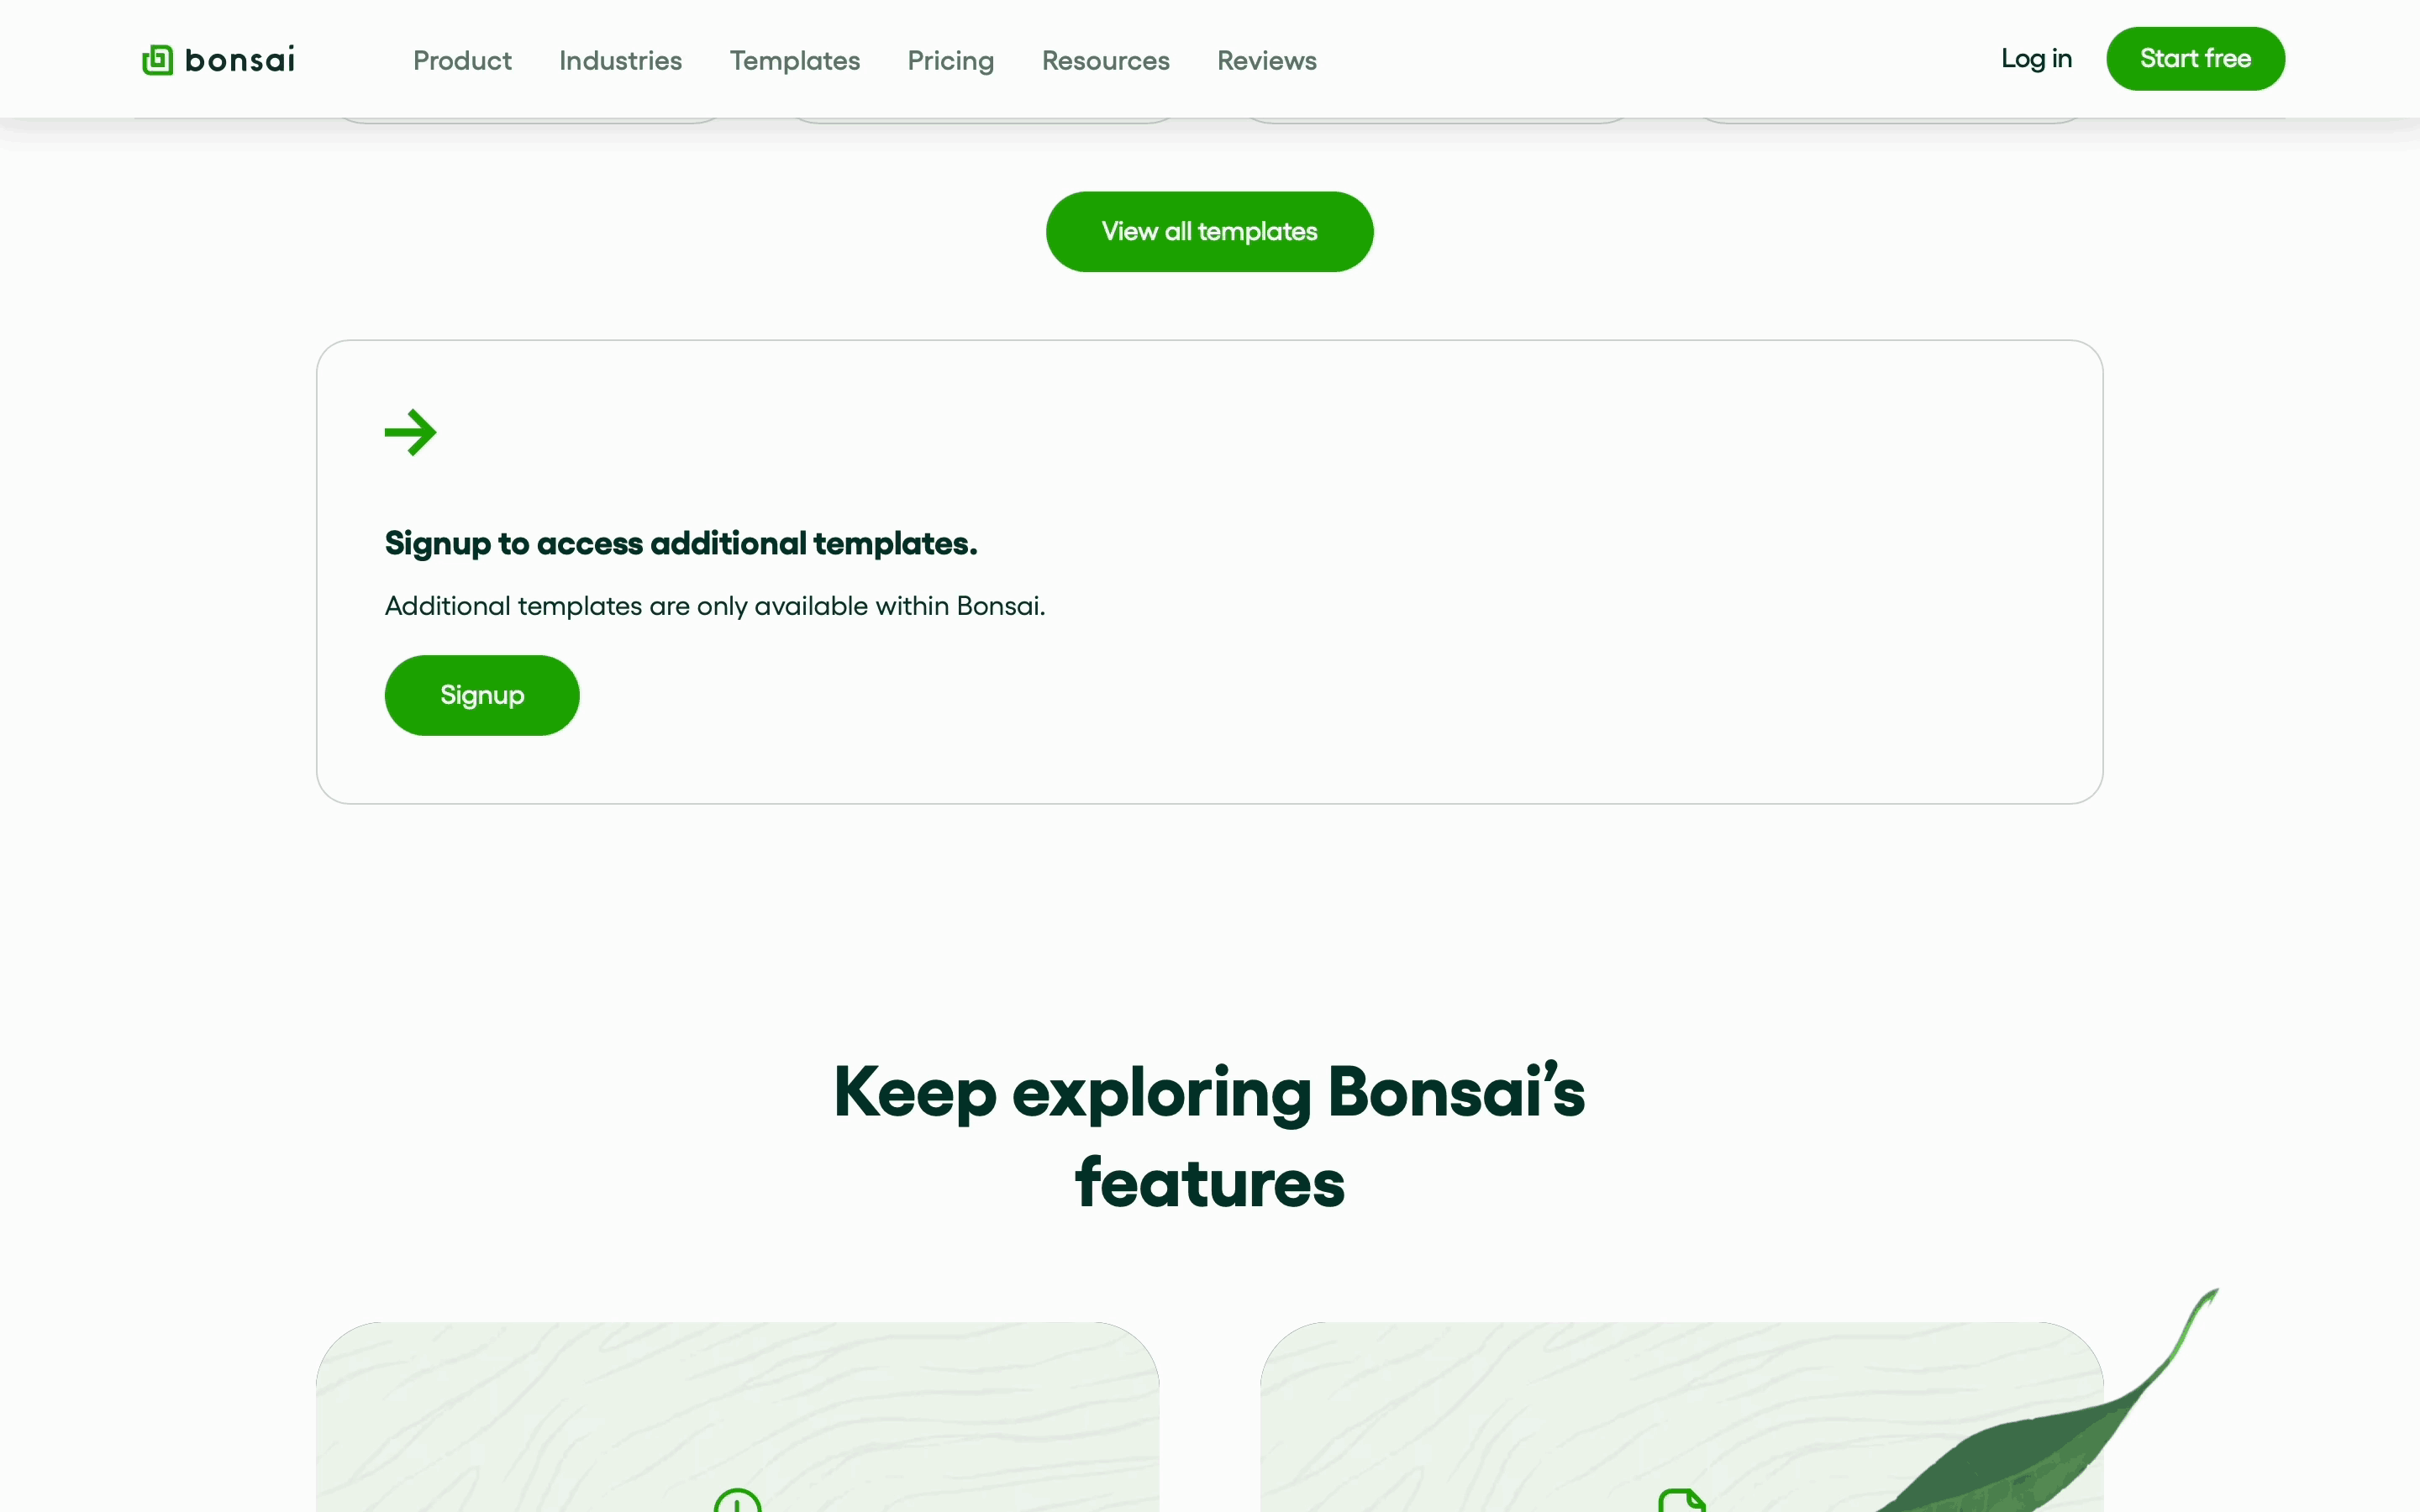 bonsai
Product
Industries
Templates
Pricing
Resources
Reviews
Log in
Start free
View all templates
Signup to access additional templates.
Additional templates are only available within Bonsai.
Signup
Keep exploring Bonsai’s
features